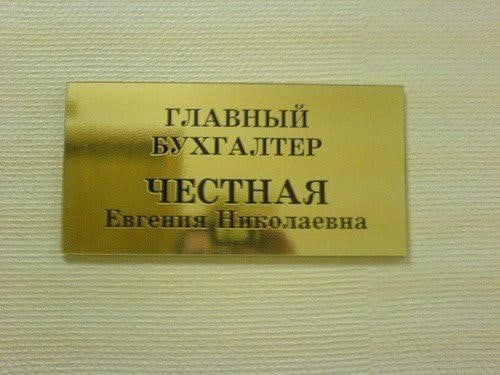 ГЛАВНЫЙ
БУХГАЛТЕР
ЧЕСТНАЯ
Евгения Николаевна